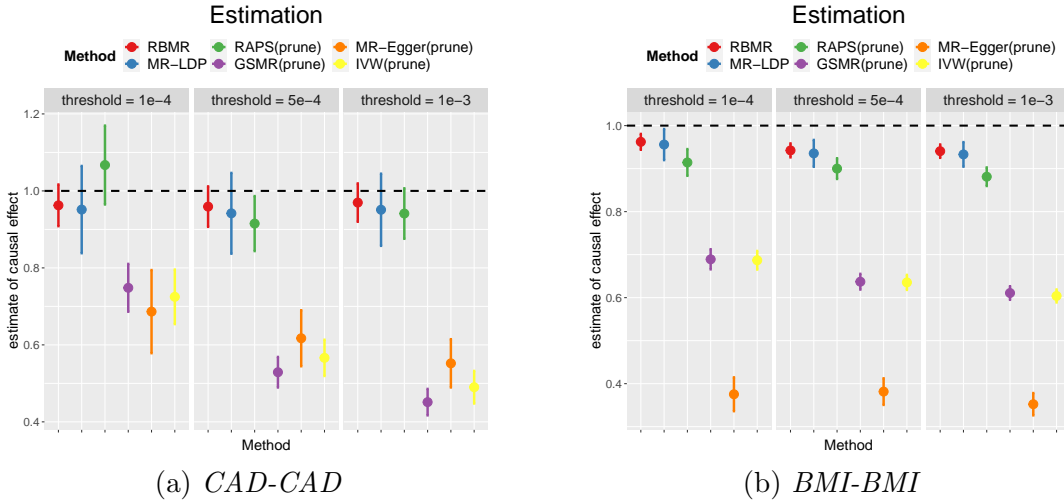 Estimation
Method RBMR RAPS(prune) MR−Egger(prune)
MR−LDP GSMR(prune) IVW(prune)
threshold = 1e−4 threshold = 5e−4 threshold = 1e−3
1.2
1.0
0.8
0.6
0.4
estimate of causal effect
Method
(a) CAD-CAD
Estimation
Method RBMR RAPS(prune) MR−Egger(prune)
MR−LDP GSMR(prune) IVW(prune)
threshold = 1e−4 threshold = 5e−4 threshold = 1e−3
1.0
0.8
0.6
0.4
estimate of causal effect
Method
(b) BMI-BMI